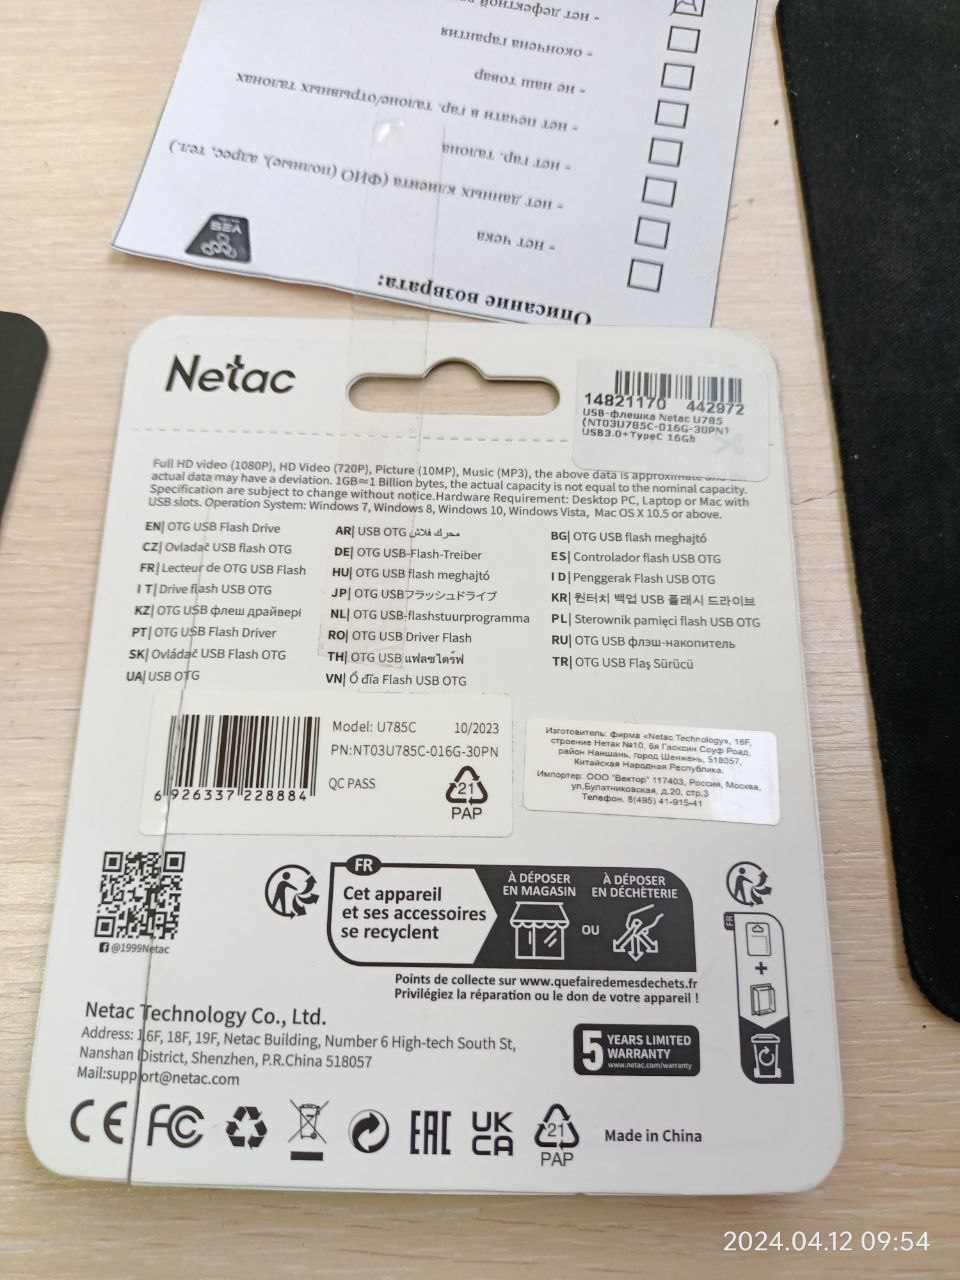 - нет дефектной
- окончена гарантия
- не наш товар
- нет печати в гар. талоне/отрывных талонах
- нет гар. талона
- нет данных клиента (ФИО (полные), адрес, тел.)
- нет чека
Описание возврата:
Netac
14821170 442972
USB-флешка Netac U785
(NT03U785C-016G-30PN)
USB3.0+TypeC 16Gb
Full HD video (1080P), HD Video (720P), Picture (10MP), Music (MP3), the above data is approximate
actual data may have a deviation. 1GB≈1 Billion bytes, the actual capacity is not equal to the nominal capacity.
Specification are subject to change without notice.Hardware Requirement: Desktop PC, Laptop or Mac with
USB slots. Operation System: Windows 7, Windows 8, Windows 10, Windows Vista, Mac OS X 10.5 or above.
EN| OTG USB Flash Drive
CZ| Ovladač USB flash OTG
FR| Lecteur de OTG USB Flash
IT| Drive flash USB OTG
KZ| OTG USB флеш драйвері
PT| OTG USB Flash Driver
SK| Ovládač USB Flash OTG
UA| USB OTG
AR| USB OTG محرك فلاش
DE| OTG USB-Flash-Treiber
HU| OTG USB flash meghajtó
JP| OTG USBフラッシュドライブ
NL| OTG USB-flashstuurprogramma
RO| OTG USB Driver Flash
TH| OTG USB แฟลชไดร์ฟ
VN| Ổ đĩa Flash USB OTG
BG| OTG USB flash meghajtó
ES| Controlador flash USB OTG
ID| Penggerak Flash USB OTG
KR| 원터치 백업 USB 플래시 드라이브
PL| Sterownik pamięci flash USB OTG
RU| OTG USB флэш-накопитель
TR| OTG USB Flaş Sürücü
6 926337 228884
Model: U785C 10/2023
PN:NT03U785C-016G-30PN
QC PASS
21
PAP
Изготовитель: фирма «Netac Technology», 16F,
строение Нетак №10, 6я Гаоксин Соуф Роад,
район Наншань, город Шенжень, 518057,
Китайская Народная Республика.
Импортер: ООО "Вектор" 117403, Россия, Москва,
ул.Булатниковская, д.20, стр.3
Телефон. 8(495) 41-915-41
@1999Netac
FR
Cet appareil
et ses accessoires
se recyclent
À DÉPOSER
EN MAGASIN
OU
À DÉPOSER
EN DÉCHÈTERIE
FR
+
Points de collecte sur www.quefairedemesdechets.fr
Privilégiez la réparation ou le don de votre appareil !
Netac Technology Co., Ltd.
Address: 16F, 18F, 19F, Netac Building, Number 6 High-tech South St,
Nanshan District, Shenzhen, P.R.China 518057
Mail:support@netac.com
5 YEARS LIMITED
WARRANTY
www.netac.com/warranty
CE FC EAC UK
CA
21
PAP
Made in China
2024.04.12 09:54